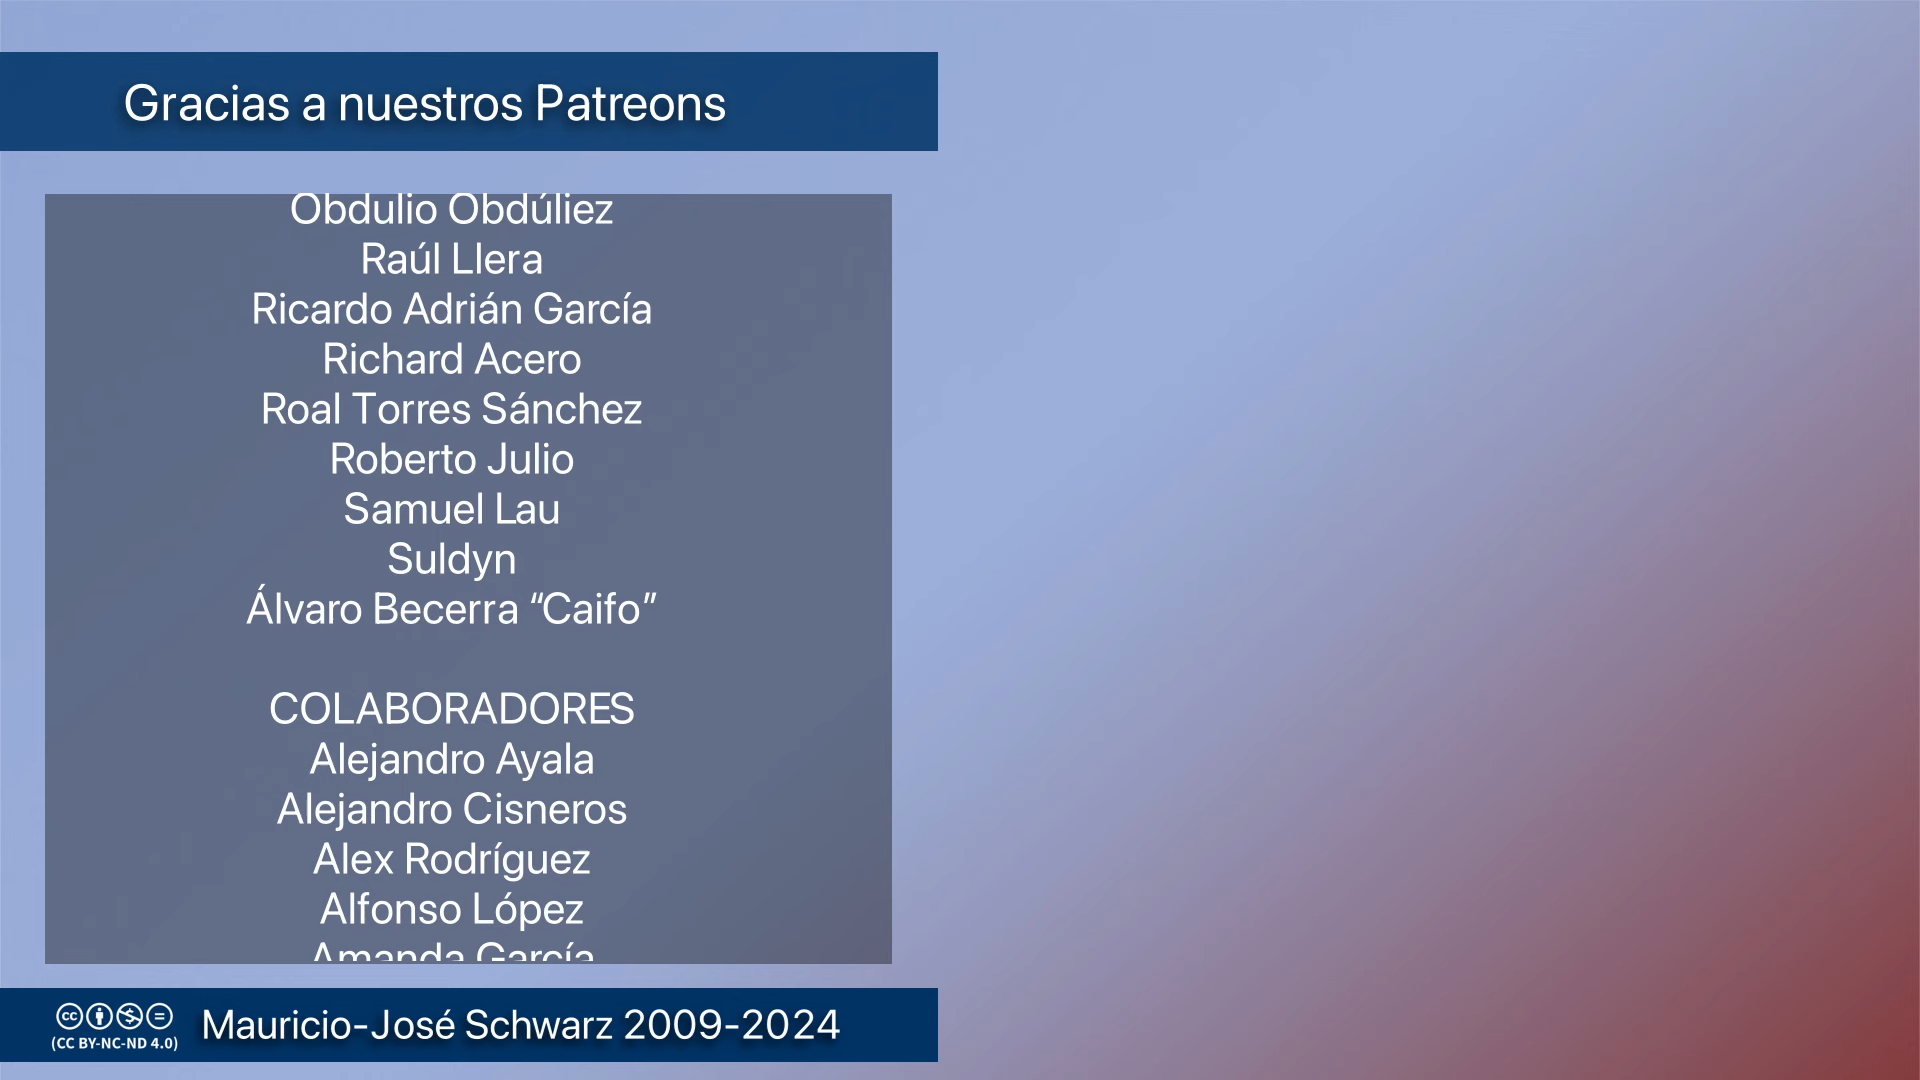 Gracias a nuestros Patreons
Obdulio Obdúliez
Raúl Llera
Ricardo Adrián García
Richard Acero
Roal Torres Sánchez
Roberto Julio
Samuel Lau
Suldyn
Álvaro Becerra “Caifo”
COLABORADORES
Alejandro Ayala
Alejandro Cisneros
Alex Rodríguez
Alfonso López
Amanda García
(CC BY-NC-ND 4.0)
Mauricio-José Schwarz 2009-2024